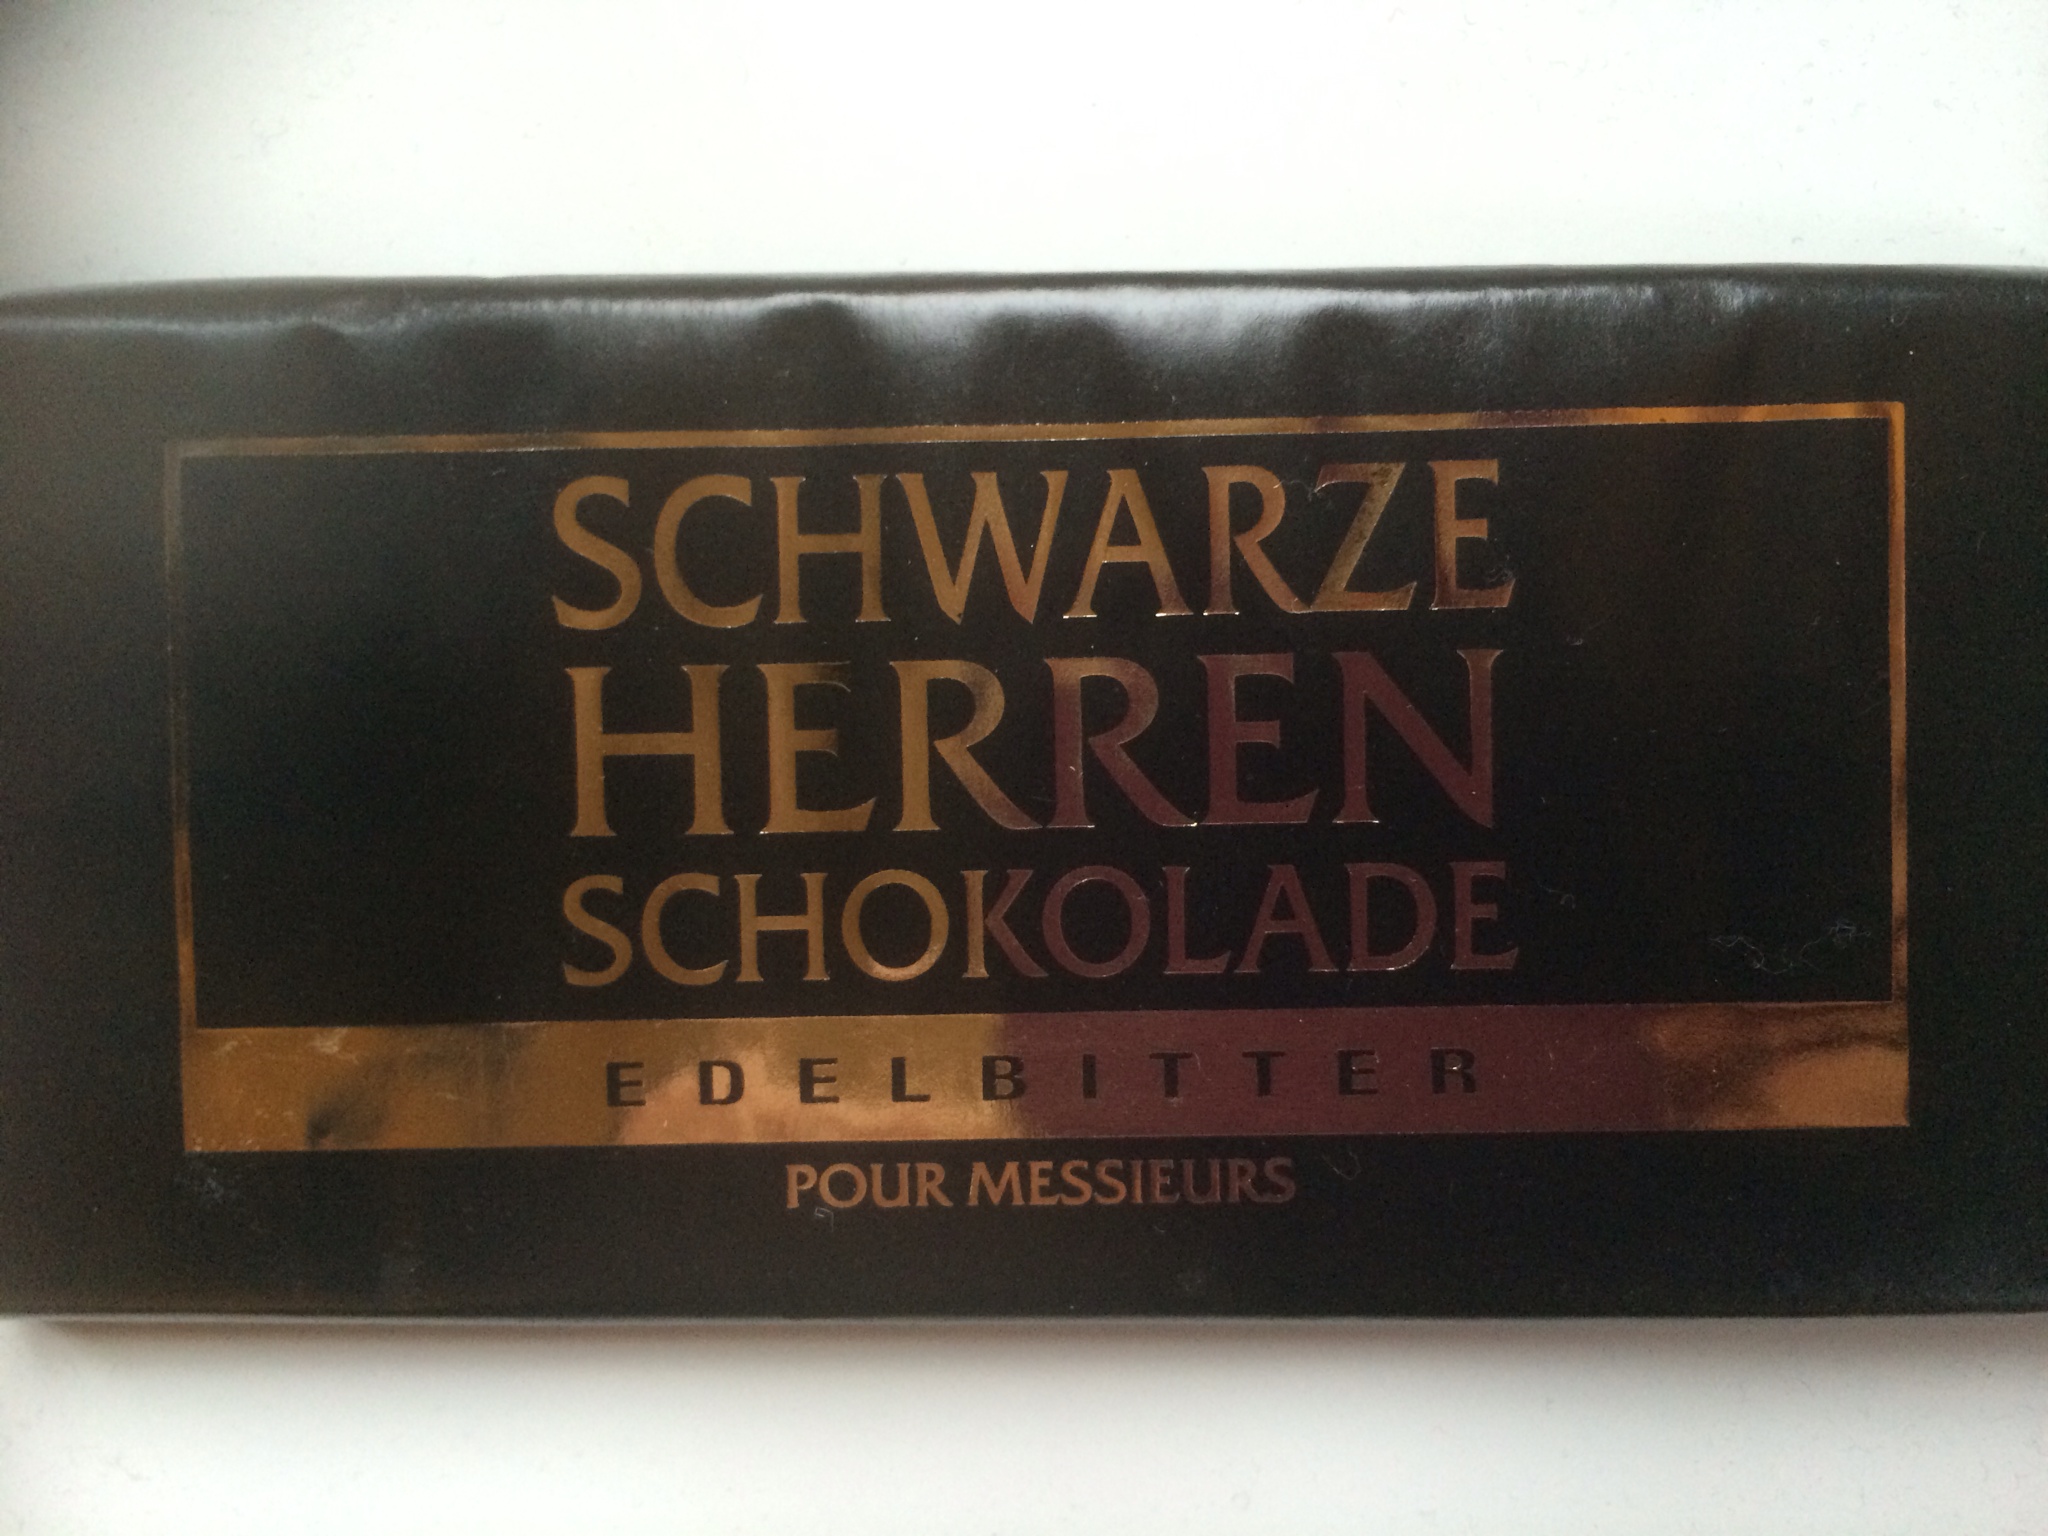 SCHWARZE
HERREN
SCHOKOLADE
EDELBITTER
POUR MESSIEURS